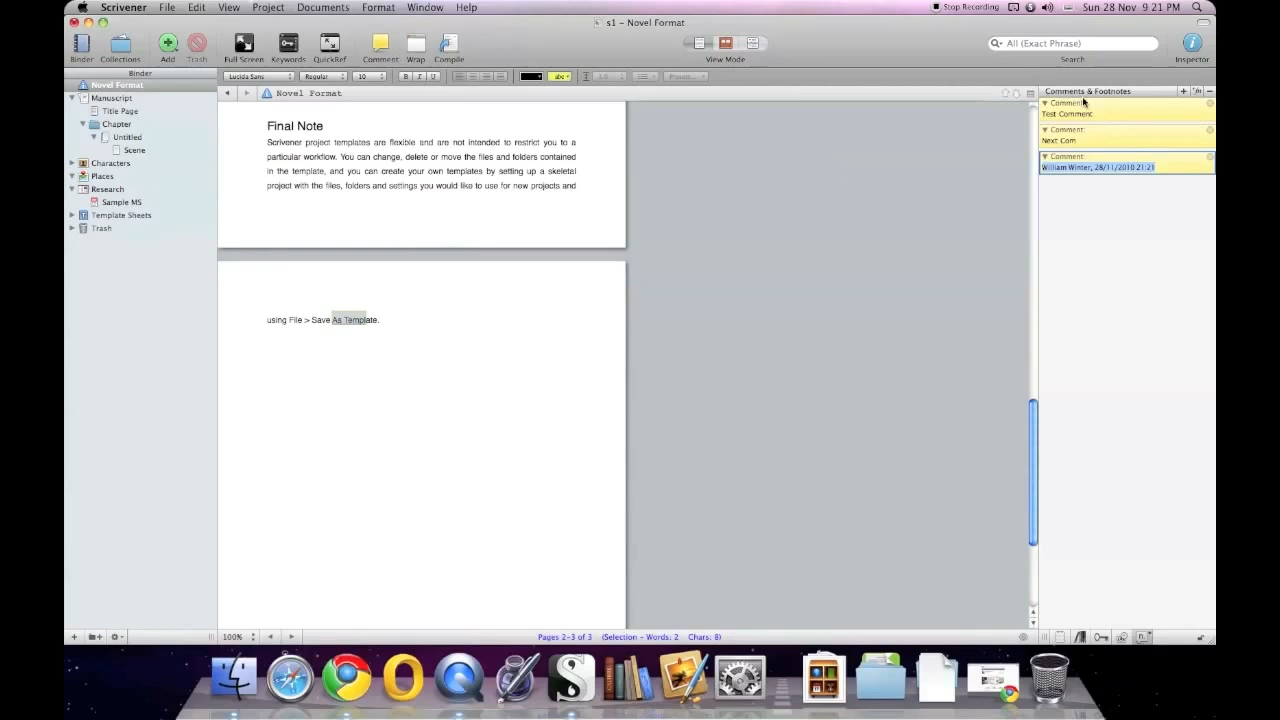 Scrivener File Edit View Project Documents Format Window Help Stop Recording Sun 28 Nov 9:21 PM
s1 – Novel Format
Binder Collections Add Trash Full Screen Keywords QuickRef Comment Wrap Compile View Mode Search Inspector
All (Exact Phrase)
Binder
Lucida Sans Regular 10 B I U abc 1.0 Presets...
Novel Format
Manuscript
Title Page
Chapter
Untitled
Scene
Characters
Places
Research
Sample MS
Template Sheets
Trash
Novel Format
Final Note
Scrivener project templates are flexible and are not intended to restrict you to a
particular workflow. You can change, delete or move the files and folders contained
in the template, and you can create your own templates by setting up a skeletal
project with the files, folders and settings you would like to use for new projects and
using File > Save As Template.
Comments & Footnotes
Comment:
Test Comment
Comment:
Next Com
Comment:
William Winter, 28/11/2010 21:21
100% Pages 2-3 of 3 (Selection – Words: 2 Chars: 8)